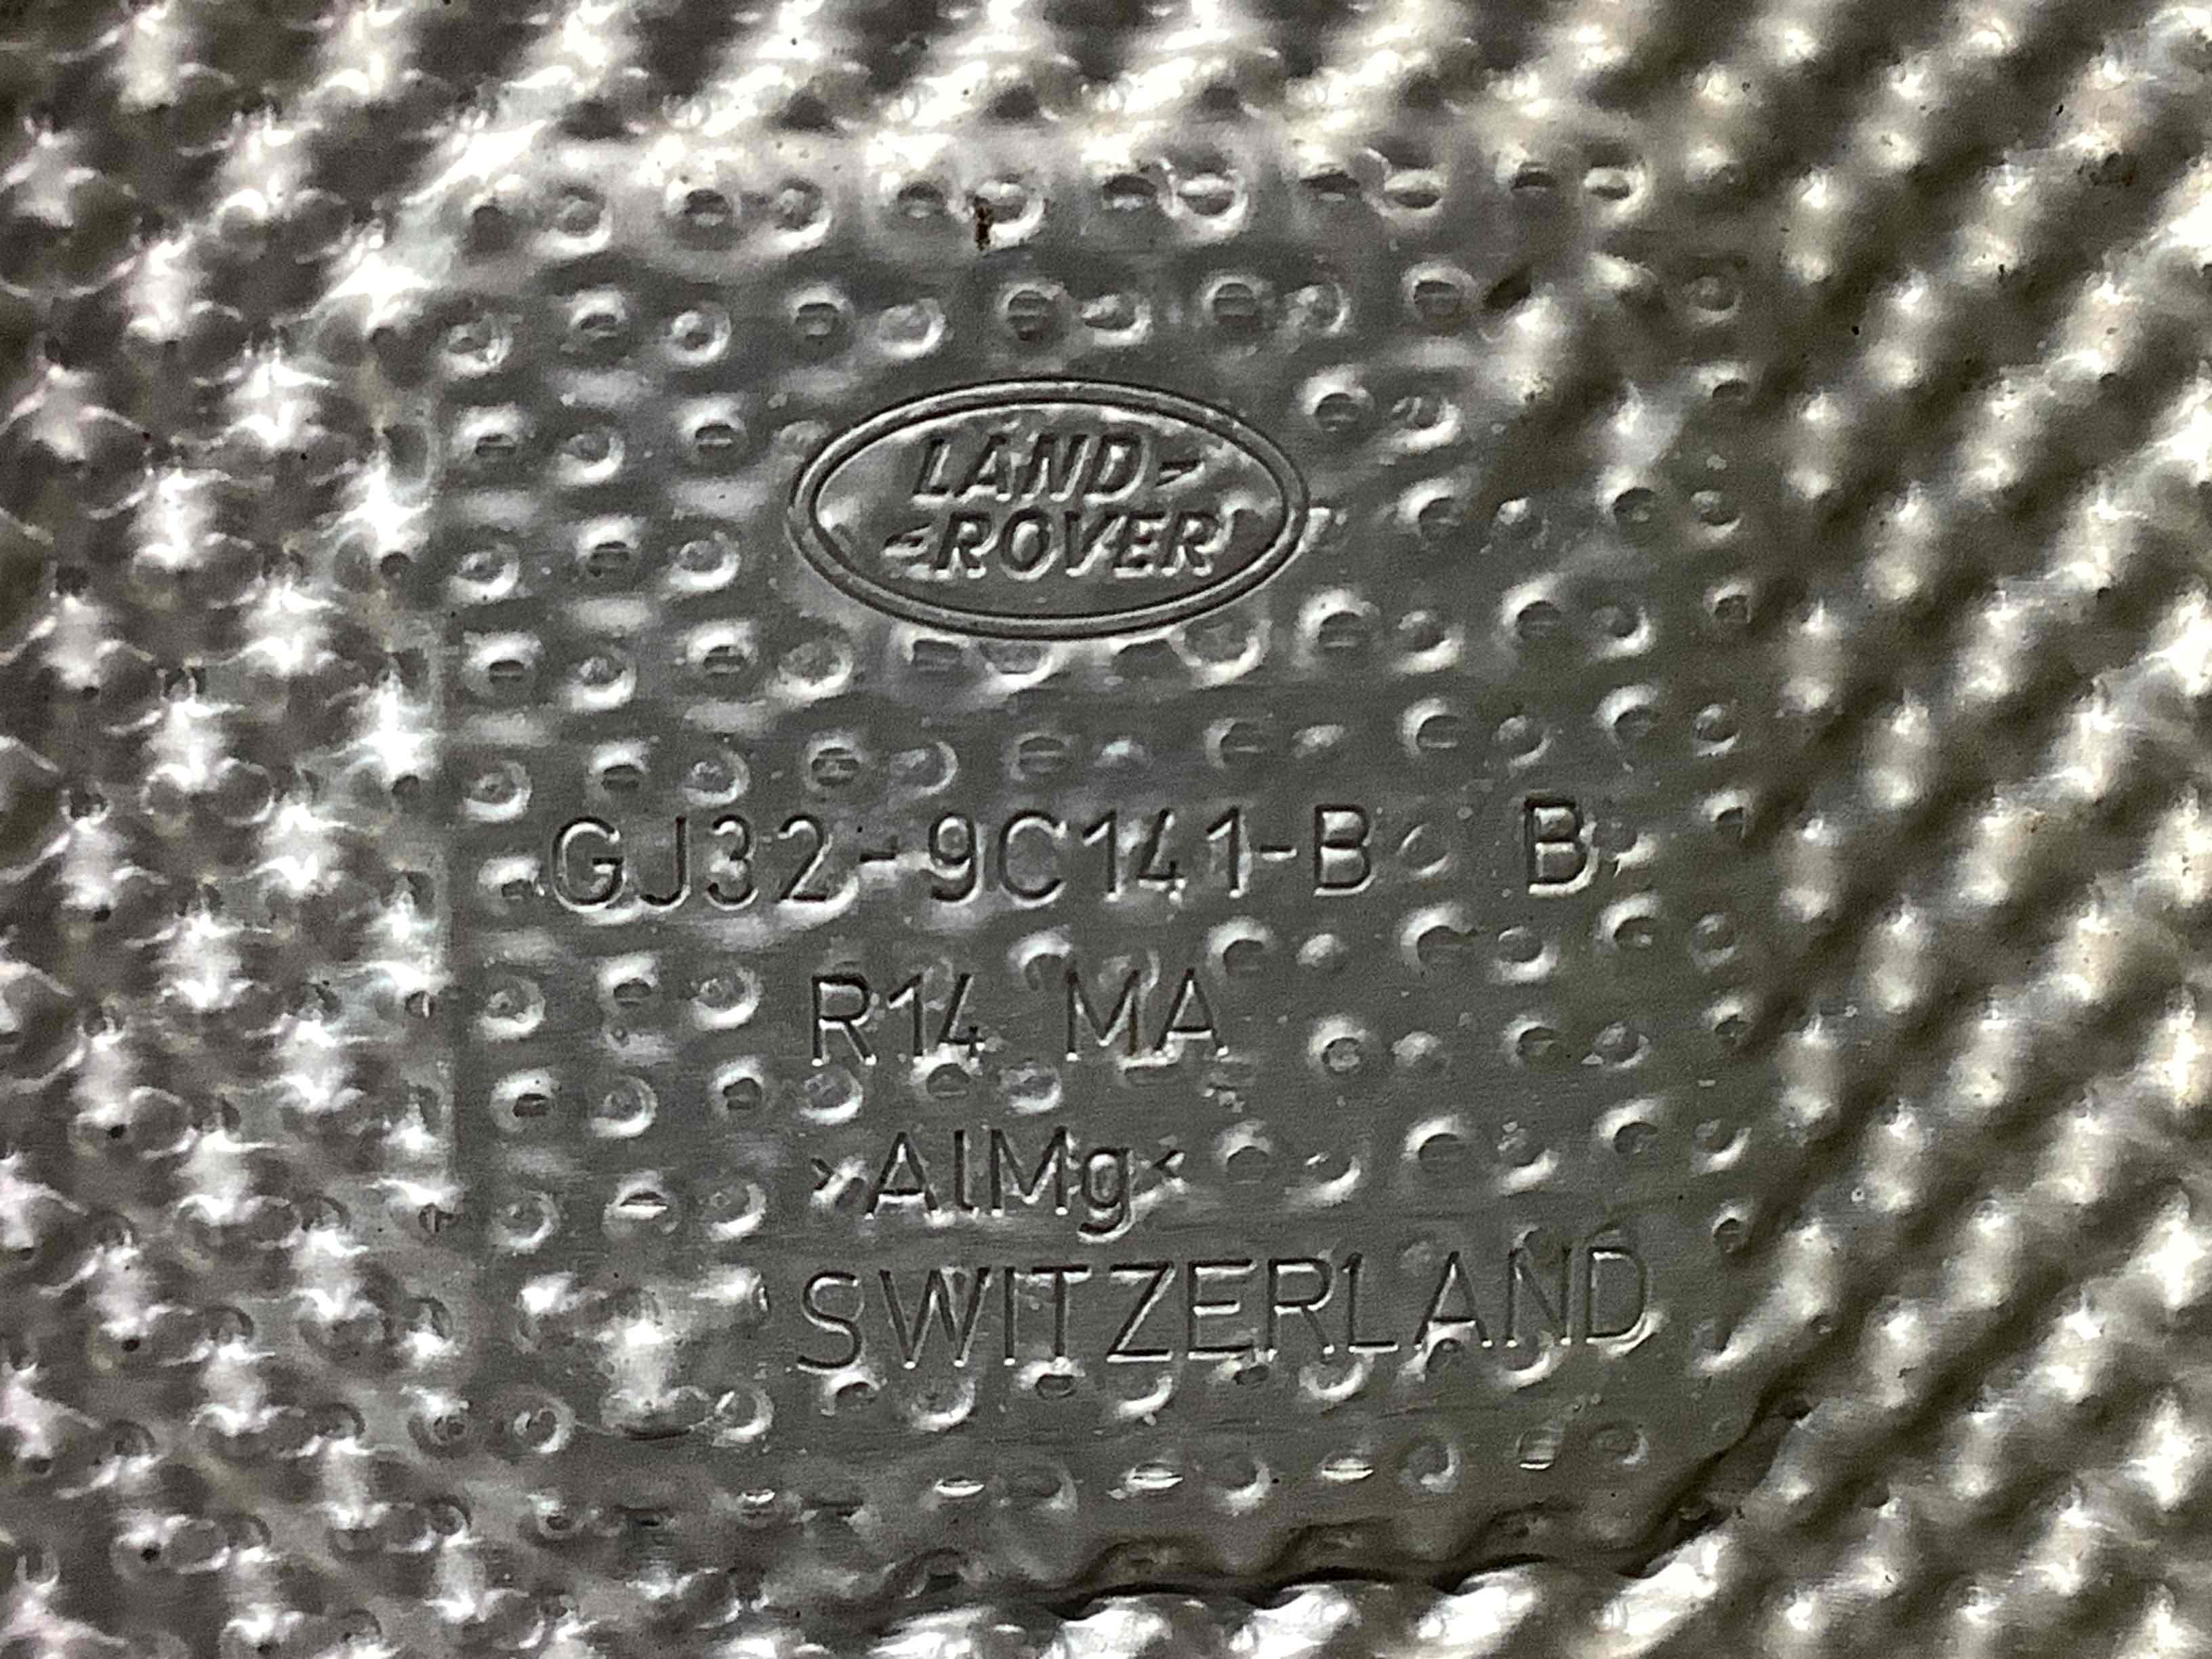 LAND-
-ROVER
GJ32-9C141-B B
R14 MA
>AlMg<
SWITZERLAND